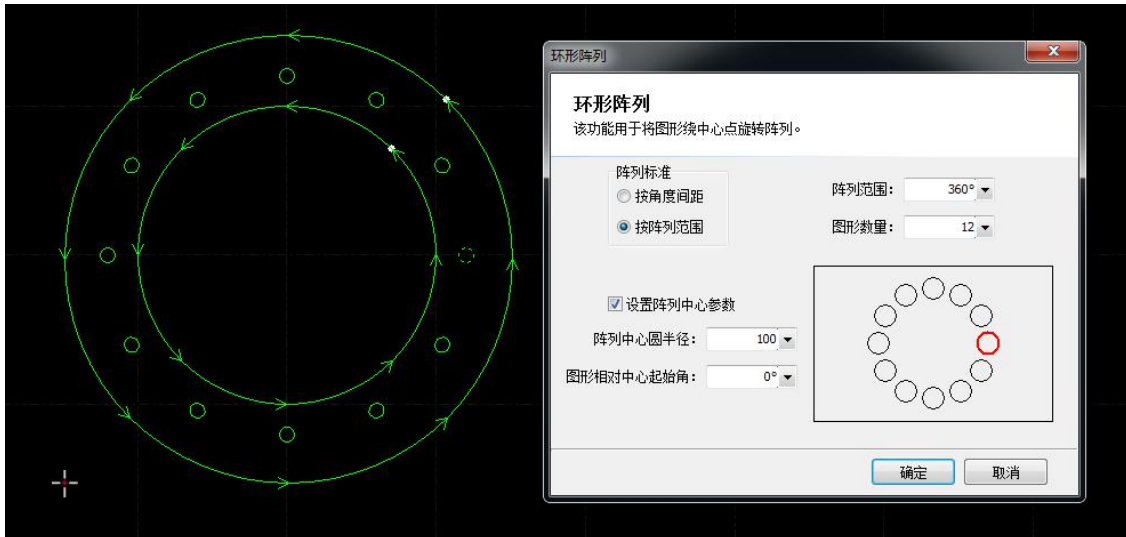 环形阵列
环形阵列
该功能用于将图形绕中心点旋转阵列。
阵列标准
按角度间距
按阵列范围
阵列范围： 360°
图形数量： 12
设置阵列中心参数
阵列中心圆半径： 100
图形相对中心起始角： 0°
确定 取消